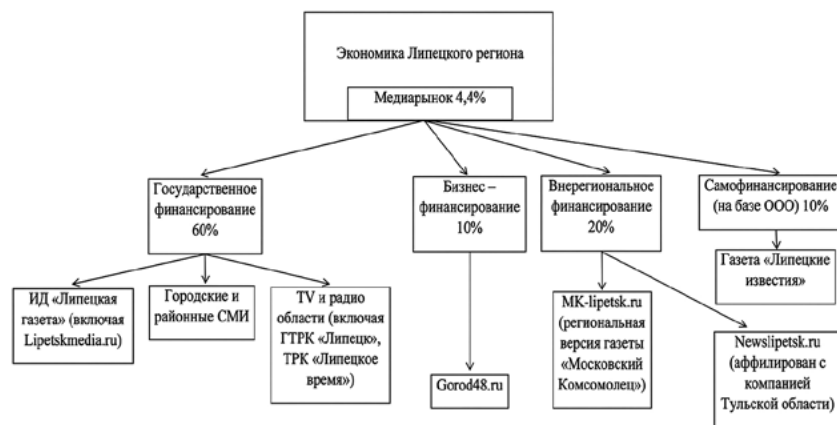 Экономика Липецкого региона
Медиарынок 4,4%
Государственное
финансирование
60%
Бизнес –
финансирование
10%
Внерегиональное
финансирование
20%
Самофинансирование
(на базе ООО) 10%
ИД «Липецкая
газета» (включая
Lipetskmedia.ru)
Городские и
районные СМИ
TV и радио
области (включая
ГТРК «Липецю»,
ТРК «Липецкое
время»)
Gorod48.ru
MK-lipetsk.ru
(региональная
версия газеты
«Московский
Комсомолец»)
Газета «Липецкие
известия»
Newslipetsk.ru
(аффилирован с
компанией
Тульской области)